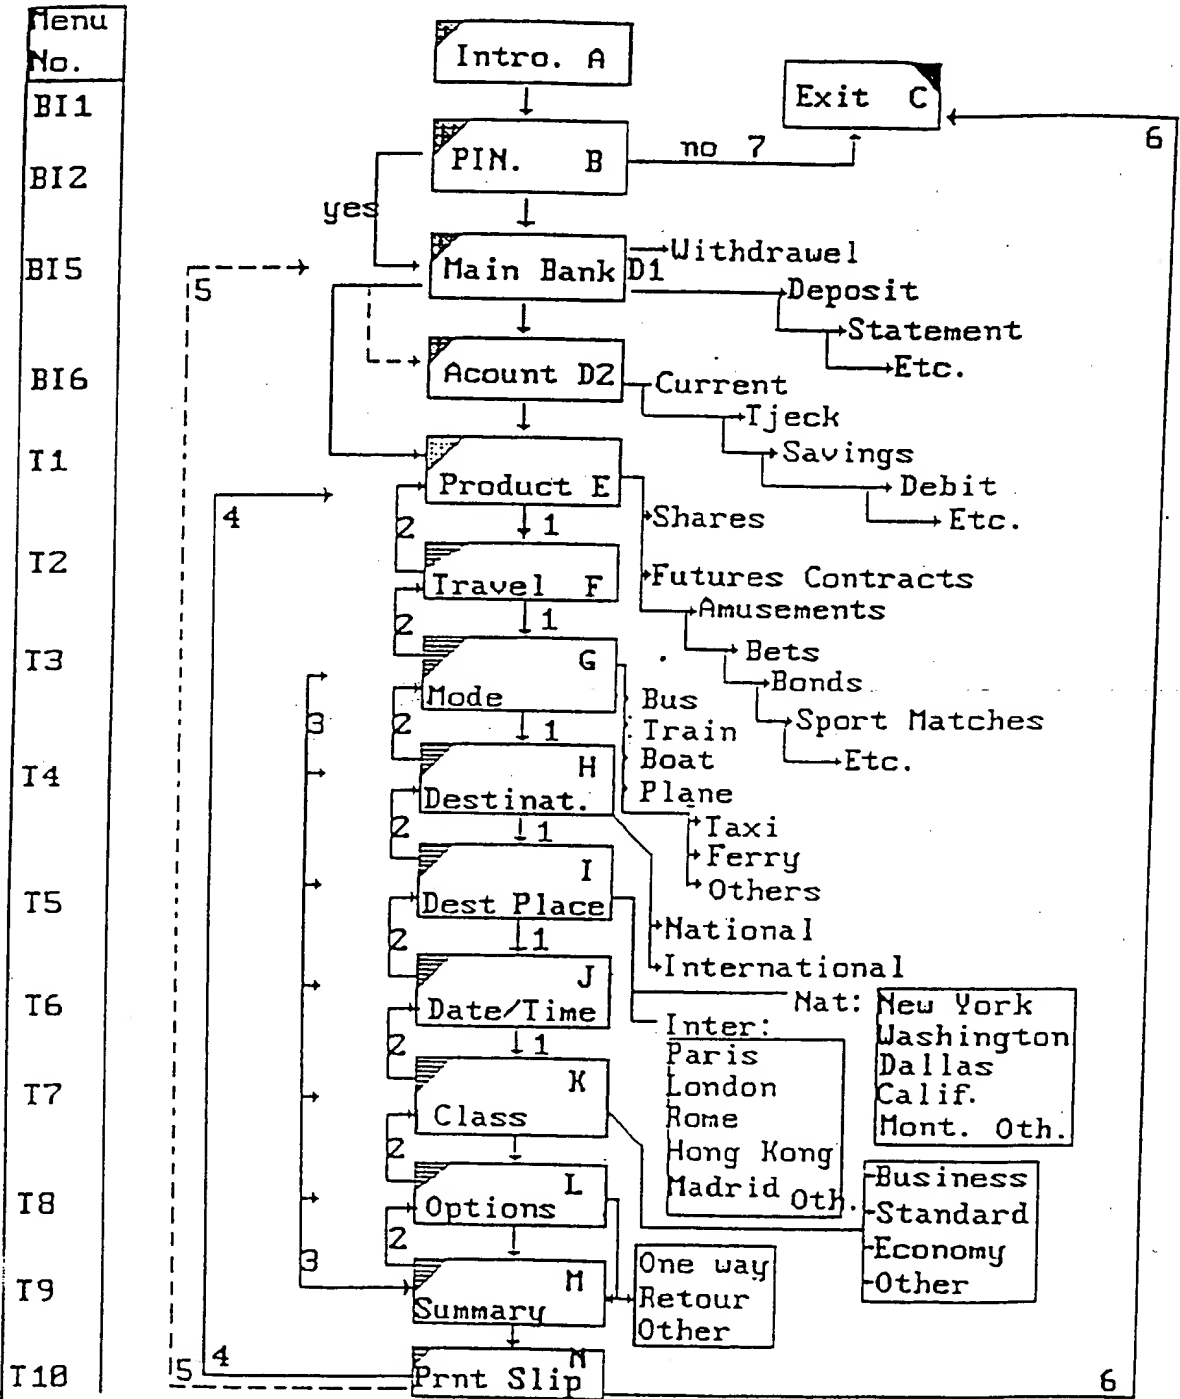 Menu
No.
Intro. A
Exit C
BI1
6
PIN. B
no 7
BI2
yes
Withdrawel
BI5
Main Bank D1
5
Deposit
Statement
Etc.
BI6
Acount D2
Current
Tjeck
Savings
T1
Product E
Debit
4
Shares
Etc.
2
1
T2
Travel F
Futures Contracts
Amusements
2
1
T3
G
Mode
Bets
Bonds
Bus
3
2
1
Train
Sport Matches
Boat
Etc.
T4
H
Destinat.
Plane
2
1
Taxi
Ferry
I
Others
T5
Dest Place
National
2
1
International
J
T6
Date/Time
Nat:
New York
Washington
Dallas
Calif.
Mont. Oth.
Inter:
Paris
London
Rome
Hong Kong
Madrid Oth.
2
1
T7
K
Class
2
T8
L
Options
Business
Standard
Economy
Other
3
2
T9
M
Summary
One way
Retour
Other
4
T10
5
N
Prnt Slip
6